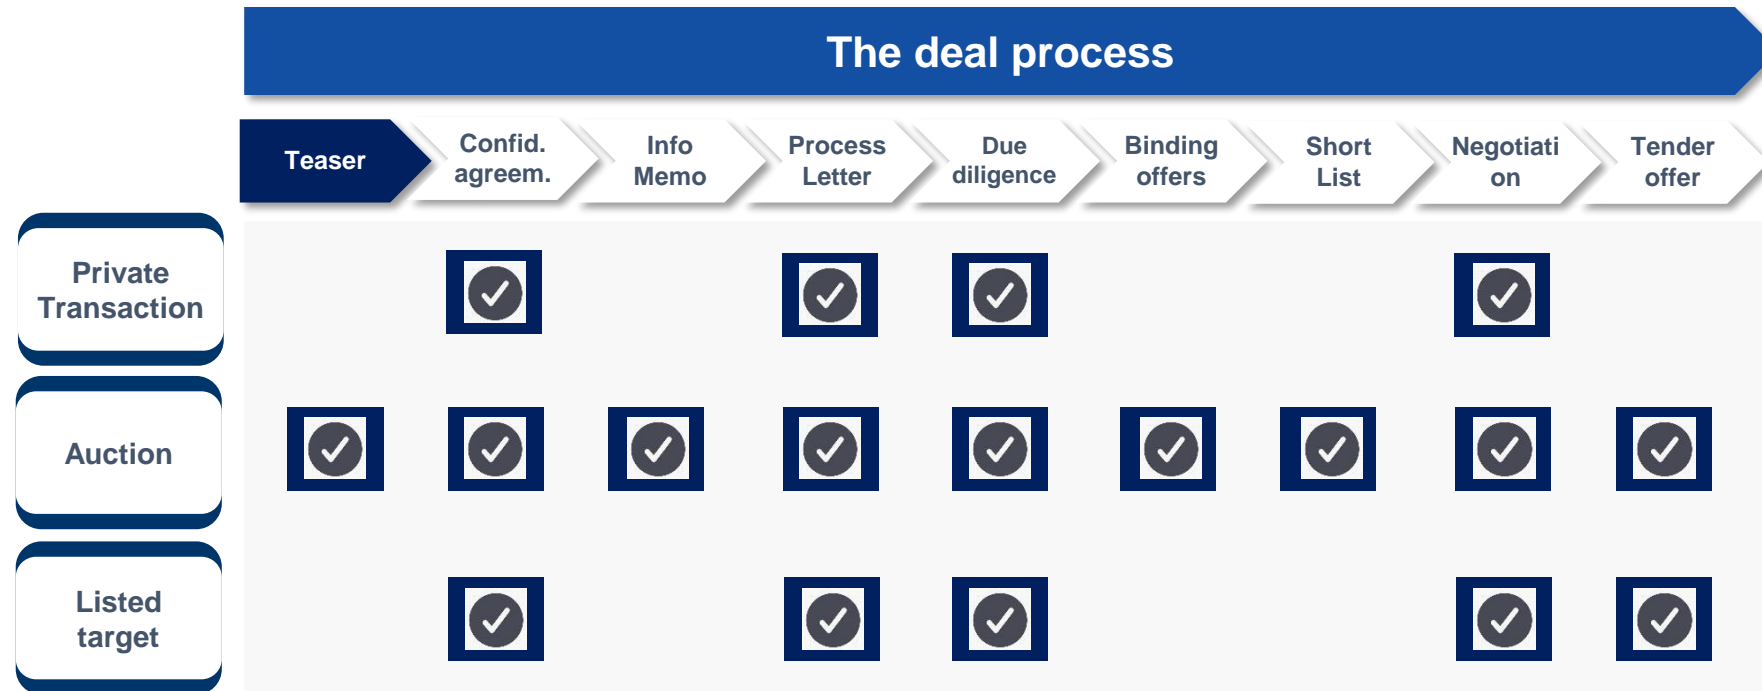 The deal process
Teaser
Confid.
agreem.
Info
Memo
Process
Letter
Due
diligence
Binding
offers
Short
List
Negotiati
on
Tender
offer
Private
Transaction
Auction
Listed
target